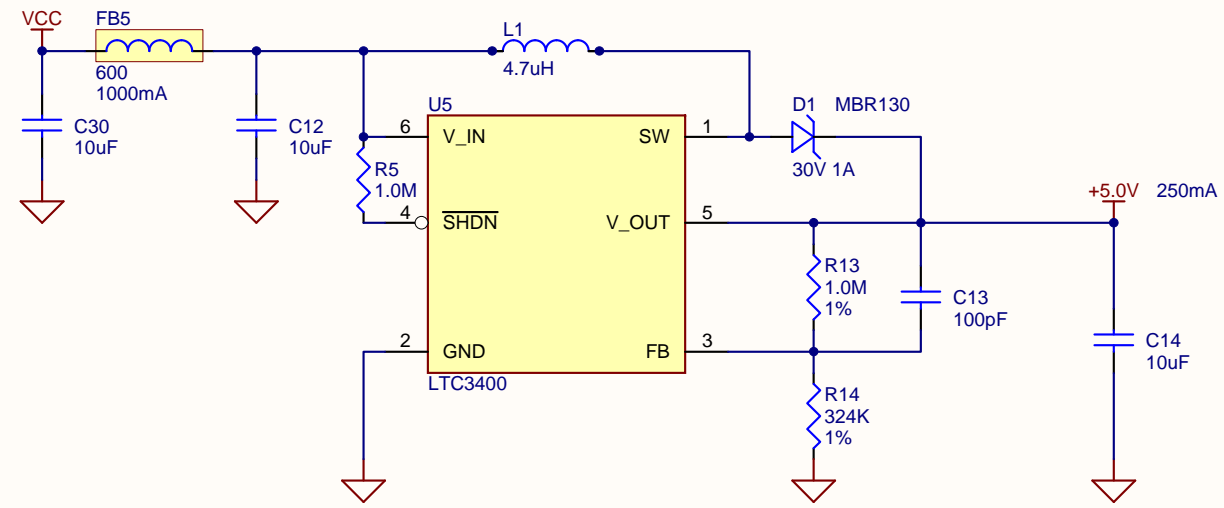 VCC
FB5
600
1000mA
C30
10uF
C12
10uF
L1
4.7uH
U5
6
V_IN
R5
1.0M
4
SHDN
2
GND
LTC3400
SW
1
V_OUT
5
FB
3
D1 MBR130
30V 1A
+5.0V 250mA
R13
1.0M
1%
C13
100pF
R14
324K
1%
C14
10uF